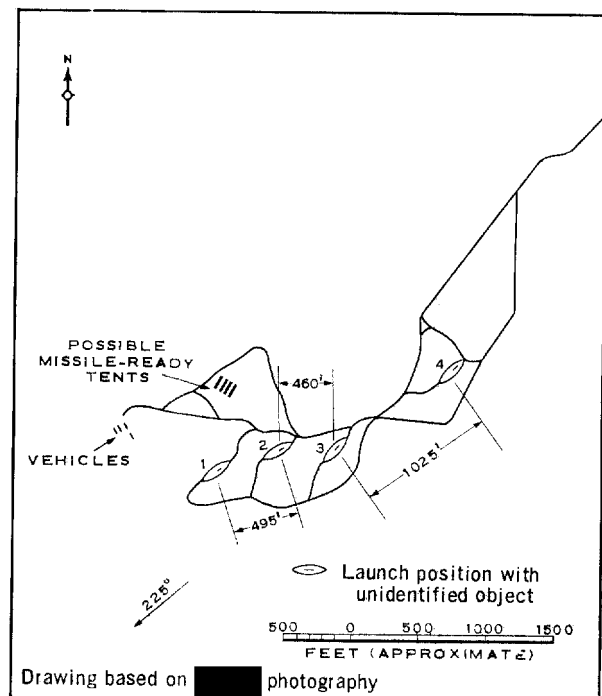 N
POSSIBLE
MISSILE-READY
TENTS
460'
4
VEHICLES
1
2
3
1025'
495'
225°
Launch position with
unidentified object
500 0 500 1000 1500
FEET (APPROXIMATE)
Drawing based on photography